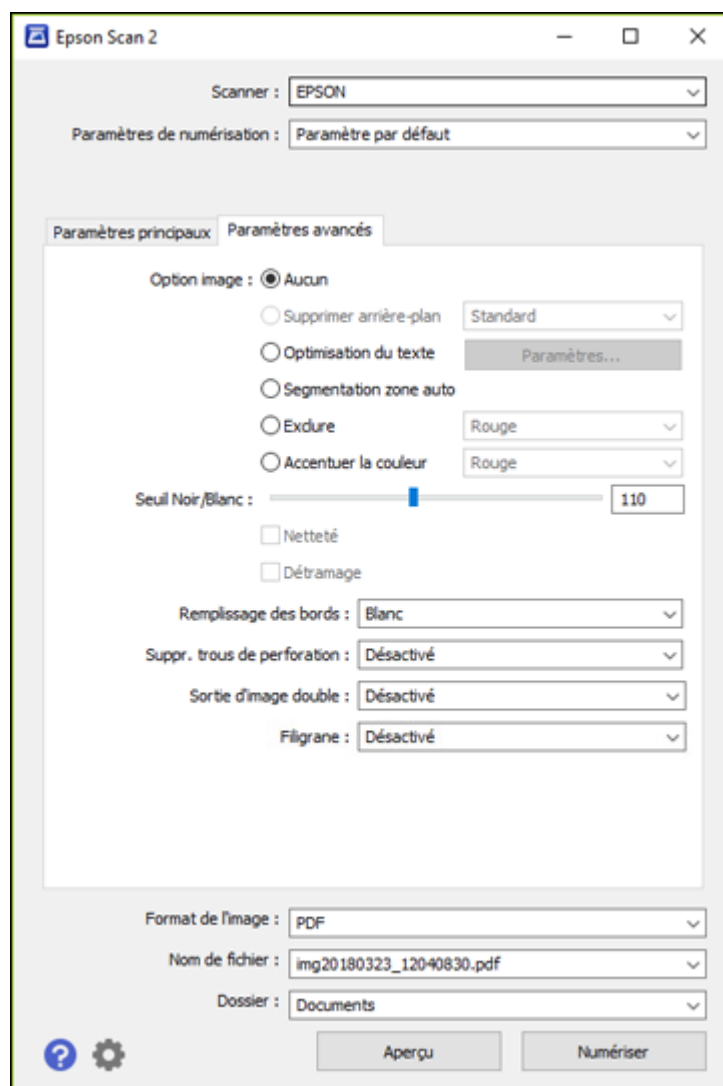 Epson Scan 2
Scanner : EPSON
Paramètres de numérisation : Paramètre par défaut
Paramètres principaux Paramètres avancés
Option image : Aucun
Supprimer arrière-plan Standard
Optimisation du texte Paramètres...
Segmentation zone auto
Exclure Rouge
Accentuer la couleur Rouge
Seuil Noir/Blanc : 110
Netteté
Détramage
Remplissage des bords : Blanc
Suppr. trous de perforation : Désactivé
Sortie d'image double : Désactivé
Filigrane : Désactivé
Format de l'image : PDF
Nom de fichier : img20180323_12040830.pdf
Dossier : Documents
? Aperçu Numériser